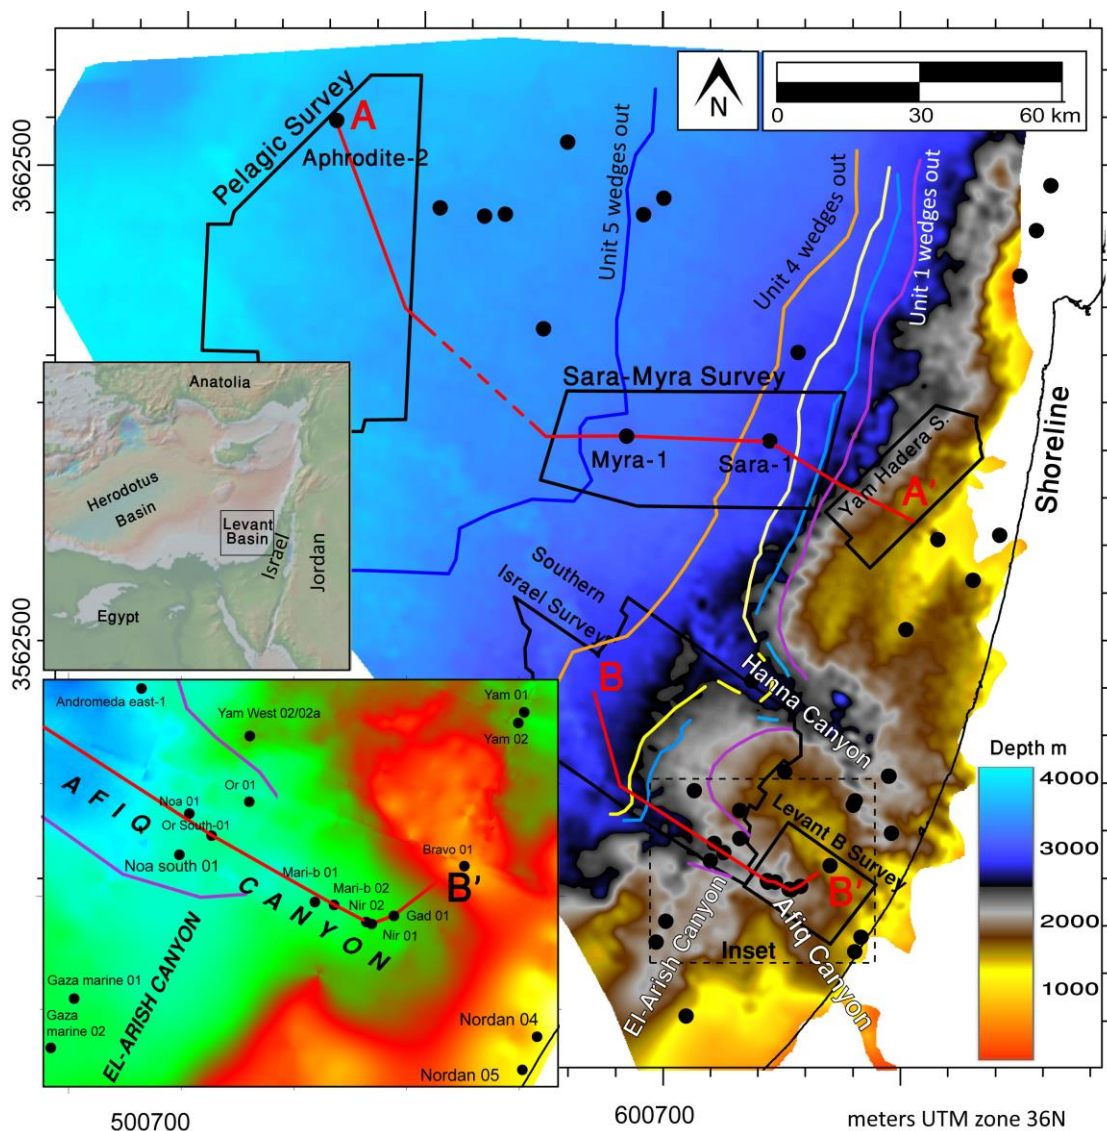 Pelagic Survey
A
Aphrodite-2
N
0 30 60 km
3662500
Unit 5 wedges out
Unit 4 wedges out
Unit 1 wedges out
Sara-Myra Survey
Myra-1
Sara-1
Yam Hadera S.
A'
Shoreline
Anatolia
Herodotus
Basin
Levant
Basin
Israel
Jordan
Egypt
3562500
Southern
Israel Survey
B
Hanna Canyon
Levant B Survey
B'
El-Arish Canyon
Afiq Canyon
Inset
Depth m
4000
3000
2000
1000
Andromeda east-1
Yam West 02/02a
Yam 01
Yam 02
Or 01
Noa 01
Or South-01
Noa south 01
AFIQ CANYON
Bravo 01
B'
Mari-b 01
Mari-b 02
Nir 02
Nir 01
Gad 01
EL-ARISH CANYON
Gaza marine 01
Gaza
marine 02
Nordan 04
Nordan 05
500700
600700
meters UTM zone 36N